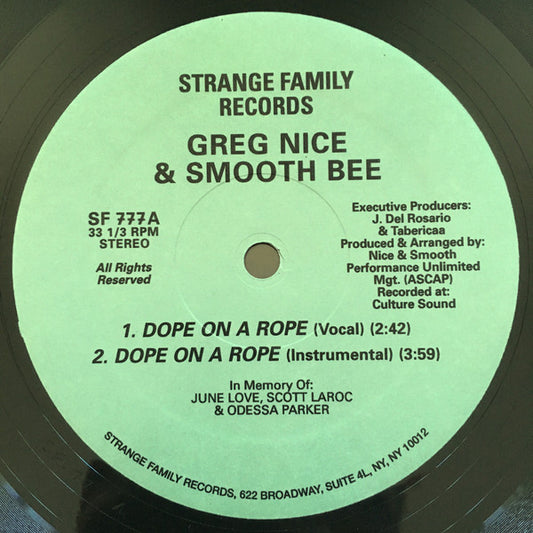 STRANGE FAMILY
RECORDS
GREG NICE
& SMOOTH BEE
SF 777A
33 1/3 RPM
STEREO
All Rights
Reserved
Executive Producers:
J. Del Rosario
& Tabericaa
Produced & Arranged by:
Nice & Smooth
Performance Unlimited
Mgt. (ASCAP)
Recorded at:
Culture Sound
1. DOPE ON A ROPE (Vocal) (2:42)
2. DOPE ON A ROPE (Instrumental) (3:59)
In Memory Of:
JUNE LOVE, SCOTT LAROC
& ODESSA PARKER
STRANGE FAMILY RECORDS, 622 BROADWAY, SUITE 4L, NY, NY 10012